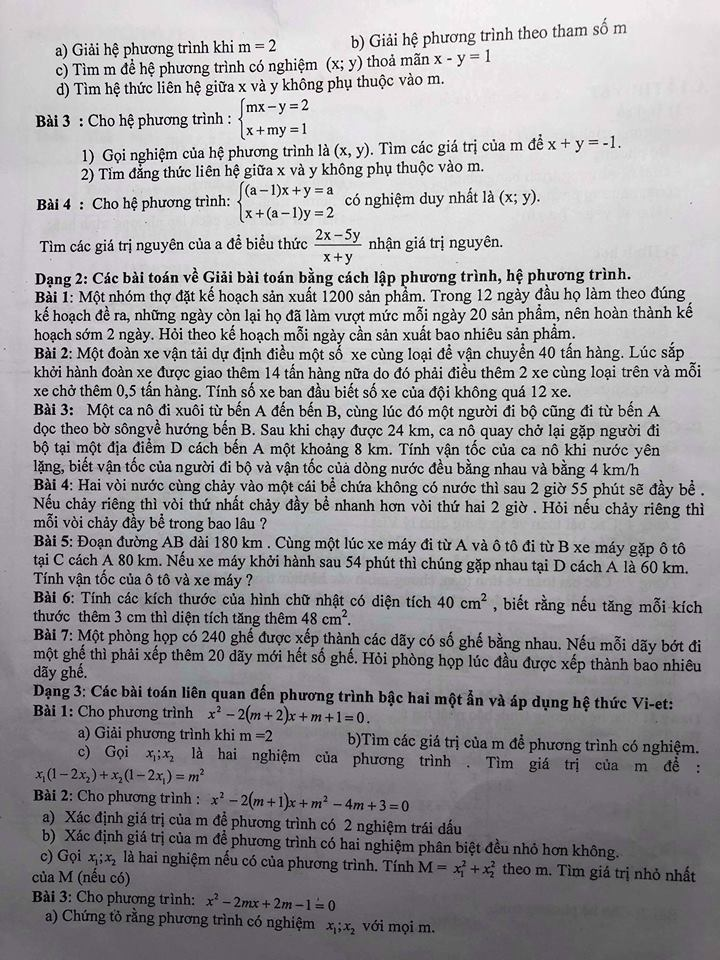 a) Giải hệ phương trình khi m = 2 b) Giải hệ phương trình theo tham số m
c) Tìm m để hệ phương trình có nghiệm (x; y) thoả mãn x - y = 1
d) Tìm hệ thức liên hệ giữa x và y không phụ thuộc vào m.
Bài 3 : Cho hệ phương trình : {mx − y = 2
x + my = 1
1) Gọi nghiệm của hệ phương trình là (x, y). Tìm các giá trị của m để x + y = -1.
2) Tìm đẳng thức liên hệ giữa x và y không phụ thuộc vào m.
Bài 4 : Cho hệ phương trình: {(a − 1)x + y = a
x + (a − 1)y = 2 có nghiệm duy nhất là (x; y).
Tìm các giá trị nguyên của a để biểu thức (2x − 5y)/(x + y) nhận giá trị nguyên.
Dạng 2: Các bài toán về Giải bài toán bằng cách lập phương trình, hệ phương trình.
Bài 1: Một nhóm thợ đặt kế hoạch sản xuất 1200 sản phẩm. Trong 12 ngày đầu họ làm theo đúng
kế hoạch đề ra, những ngày còn lại họ đã làm vượt mức mỗi ngày 20 sản phẩm, nên hoàn thành kế
hoạch sớm 2 ngày. Hỏi theo kế hoạch mỗi ngày cần sản xuất bao nhiêu sản phẩm.
Bài 2: Một đoàn xe vận tải dự định điều một số xe cùng loại để vận chuyển 40 tấn hàng. Lúc sắp
khởi hành đoàn xe được giao thêm 14 tấn hàng nữa do đó phải điều thêm 2 xe cùng loại trên và mỗi
xe chở thêm 0,5 tấn hàng. Tính số xe ban đầu biết số xe của đội không quá 12 xe.
Bài 3: Một ca nô đi xuôi từ bến A đến bến B, cùng lúc đó một người đi bộ cũng đi từ bến A
dọc theo bờ sôngvề hướng bến B. Sau khi chạy được 24 km, ca nô quay chở lại gặp người đi
bộ tại một địa điểm D cách bến A một khoảng 8 km. Tính vận tốc của ca nô khi nước yên
lặng, biết vận tốc của người đi bộ và vận tốc của dòng nước đều bằng nhau và bằng 4 km/h
Bài 4: Hai vòi nước cùng chảy vào một cái bể chứa không có nước thì sau 2 giờ 55 phút sẽ đầy bể .
Nếu chảy riêng thì vòi thứ nhất chảy đầy bể nhanh hơn vòi thứ hai 2 giờ . Hỏi nếu chảy riêng thì
mỗi vòi chảy đầy bể trong bao lâu ?
Bài 5: Đoạn đường AB dài 180 km . Cùng một lúc xe máy đi từ A và ô tô đi từ B xe máy gặp ô tô
tại C cách A 80 km. Nếu xe máy khởi hành sau 54 phút thì chúng gặp nhau tại D cách A là 60 km.
Tính vận tốc của ô tô và xe máy ?
Bài 6: Tính các kích thước của hình chữ nhật có diện tích 40 cm² , biết rằng nếu tăng mỗi kích
thước thêm 3 cm thì diện tích tăng thêm 48 cm².
Bài 7: Một phòng họp có 240 ghế được xếp thành các dãy có số ghế bằng nhau. Nếu mỗi dãy bớt đi
một ghế thì phải xếp thêm 20 dãy mới hết số ghế. Hỏi phòng họp lúc đầu được xếp thành bao nhiêu
dãy ghế.
Dạng 3: Các bài toán liên quan đến phương trình bậc hai một ẩn và áp dụng hệ thức Vi-et:
Bài 1: Cho phương trình x² − 2(m + 2)x + m + 1 = 0.
a) Giải phương trình khi m =2 b)Tìm các giá trị của m để phương trình có nghiệm.
c) Gọi x₁; x₂ là hai nghiệm của phương trình . Tìm giá trị của m để :
x₁(1 − 2x₂) + x₂(1 − 2x₁) = m²
Bài 2: Cho phương trình : x² − 2(m + 1)x + m² − 4m + 3 = 0
a) Xác định giá trị của m để phương trình có 2 nghiệm trái dấu
b) Xác định giá trị của m để phương trình có hai nghiệm phân biệt đều nhỏ hơn không.
c) Gọi x₁; x₂ là hai nghiệm nếu có của phương trình. Tính M = x₁² + x₂² theo m. Tìm giá trị nhỏ nhất
của M (nếu có)
Bài 3: Cho phương trình: x² − 2mx + 2m − 1 = 0
a) Chứng tỏ rằng phương trình có nghiệm x₁; x₂ với mọi m.